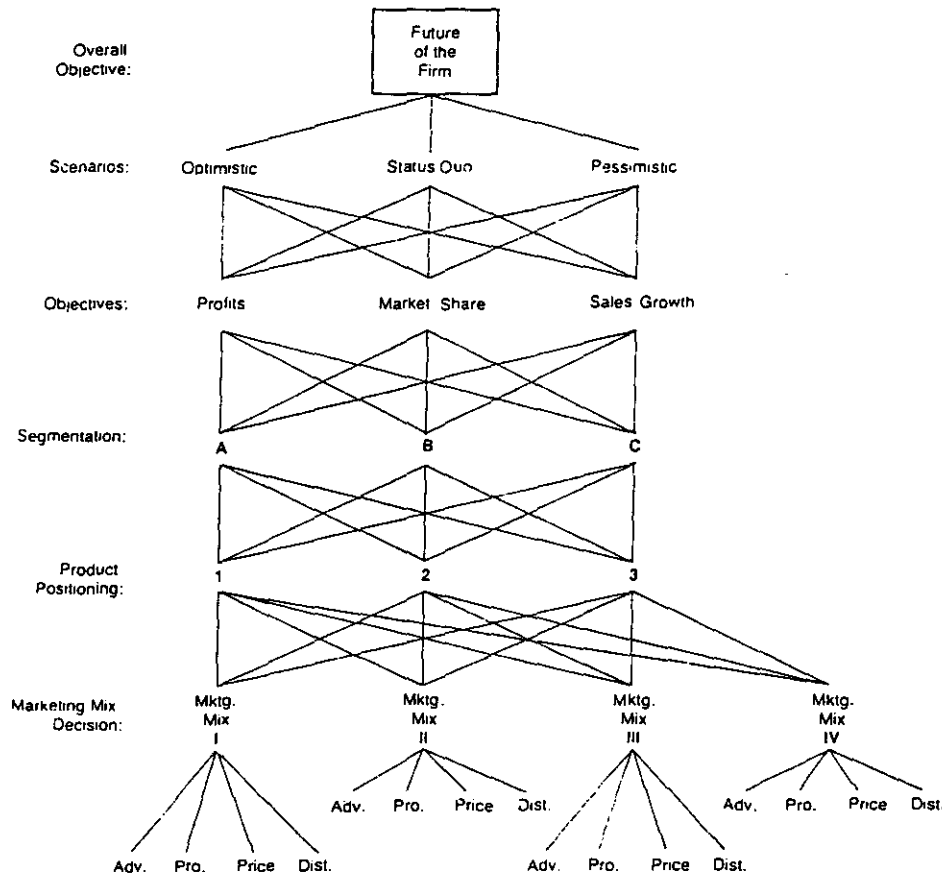 Overall
Objective:
Future
of the
Firm
Scenarios:
Optimistic
Status Quo
Pessimistic
Objectives:
Profits
Market Share
Sales Growth
Segmentation:
A
B
C
Product
Positioning:
1
2
3
Marketing Mix
Decision:
Mktg.
Mix
I
Mktg.
Mix
II
Mktg.
Mix
III
Mktg.
Mix
IV
Adv. Pro. Price Dist.
Adv. Pro. Price Dist.
Adv. Pro. Price Dist.
Adv. Pro. Price Dist.